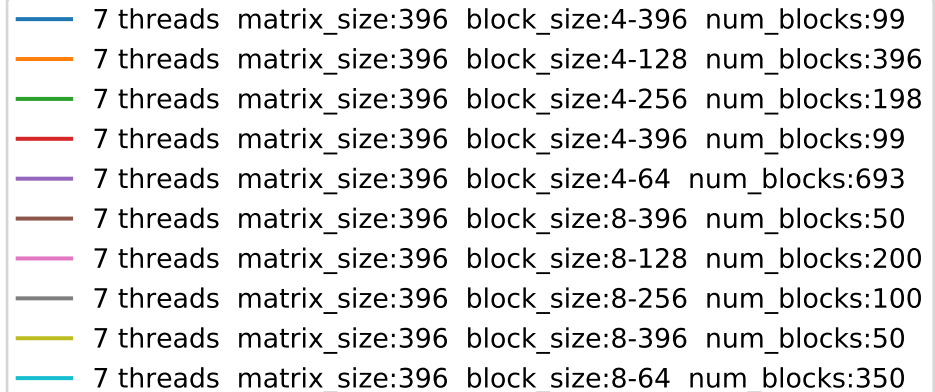 7 threads matrix_size:396 block_size:4-396 num_blocks:99
7 threads matrix_size:396 block_size:4-128 num_blocks:396
7 threads matrix_size:396 block_size:4-256 num_blocks:198
7 threads matrix_size:396 block_size:4-396 num_blocks:99
7 threads matrix_size:396 block_size:4-64 num_blocks:693
7 threads matrix_size:396 block_size:8-396 num_blocks:50
7 threads matrix_size:396 block_size:8-128 num_blocks:200
7 threads matrix_size:396 block_size:8-256 num_blocks:100
7 threads matrix_size:396 block_size:8-396 num_blocks:50
7 threads matrix_size:396 block_size:8-64 num_blocks:350